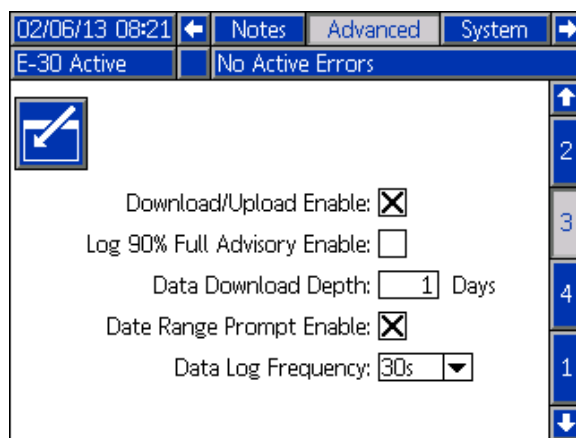 02/06/13 08:21 Notes Advanced System
E-30 Active No Active Errors
2
Download/Upload Enable:
3
Log 90% Full Advisory Enable:
Data Download Depth: 1 Days
4
Date Range Prompt Enable:
Data Log Frequency: 30s
1